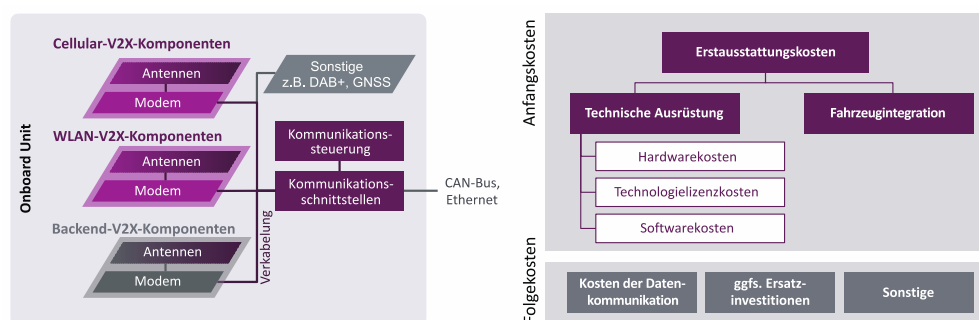 Onboard Unit
Cellular-V2X-Komponenten
Antennen
Modem
Sonstige
z.B. DAB+, GNSS
WLAN-V2X-Komponenten
Antennen
Modem
Kommunikations-
steuerung
Kommunikations-
schnittstellen
CAN-Bus,
Ethernet
Backend-V2X-Komponenten
Antennen
Modem
Verkabelung
Anfangskosten
Erstausstattungskosten
Technische Ausrüstung
Fahrzeugintegration
Hardwarekosten
Technologielizenzkosten
Softwarekosten
Folgekosten
Kosten der Daten-
kommunikation
ggfs. Ersatz-
investitionen
Sonstige